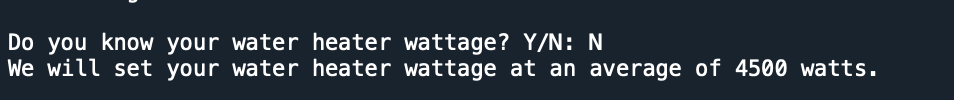 Do you know your water heater wattage? Y/N: N
We will set your water heater wattage at an average of 4500 watts.